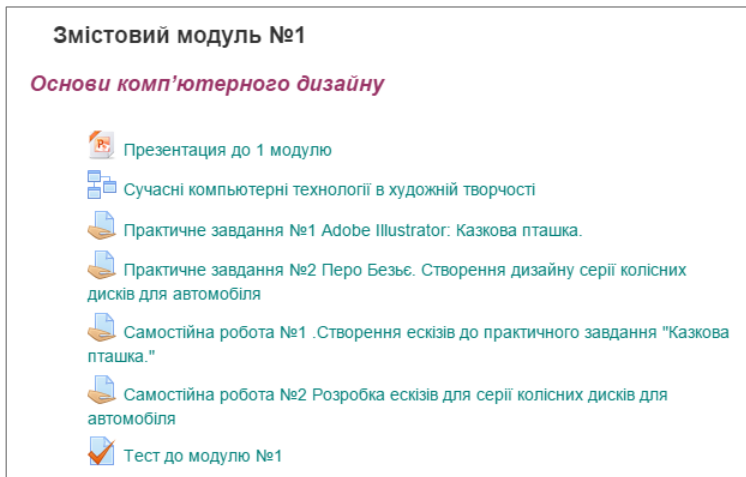 Змістовий модуль №1
Основи комп’ютерного дизайну
Презентация до 1 модулю
Сучасні компьютерні технології в художній творчості
Практичне завдання №1 Adobe Illustrator: Казкова пташка.
Практичне завдання №2 Перо Безьє. Створення дизайну серії колісних
дисків для автомобіля
Самостійна робота №1 .Створення ескізів до практичного завдання "Казкова
пташка."
Самостійна робота №2 Розробка ескізів для серії колісних дисків для
автомобіля
Тест до модулю №1